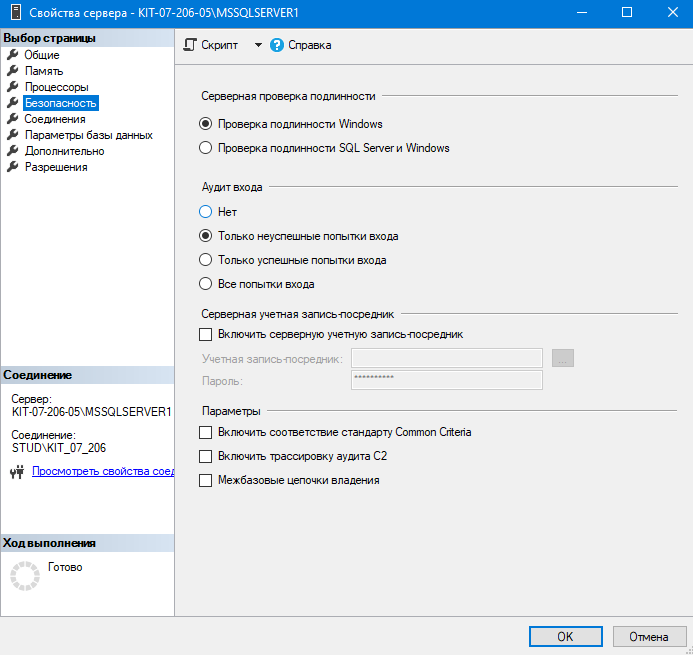 Свойства сервера - KIT-07-206-05\MSSQLSERVER1
Выбор страницы
Общие
Память
Процессоры
Безопасность
Соединения
Параметры базы данных
Дополнительно
Разрешения
Соединение
Сервер:
KIT-07-206-05\MSSQLSERVER1
Соединение:
STUD\KIT_07_206
Просмотреть свойства соед
Ход выполнения
Готово
Скрипт
Справка
Серверная проверка подлинности
Проверка подлинности Windows
Проверка подлинности SQL Server и Windows
Аудит входа
Нет
Только неуспешные попытки входа
Только успешные попытки входа
Все попытки входа
Серверная учетная запись-посредник
Включить серверную учетную запись-посредник
Учетная запись-посредник:
...
Пароль:
**********
Параметры
Включить соответствие стандарту Common Criteria
Включить трассировку аудита C2
Межбазовые цепочки владения
OK
Отмена